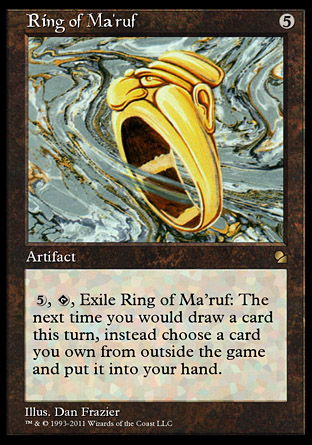 Ring of Ma'ruf 5
Artifact
5, , Exile Ring of Ma'ruf: The
next time you would draw a card
this turn, instead choose a card
you own from outside the game
and put it into your hand.
Illus. Dan Frazier
™ & © 1993-2011 Wizards of the Coast LLC